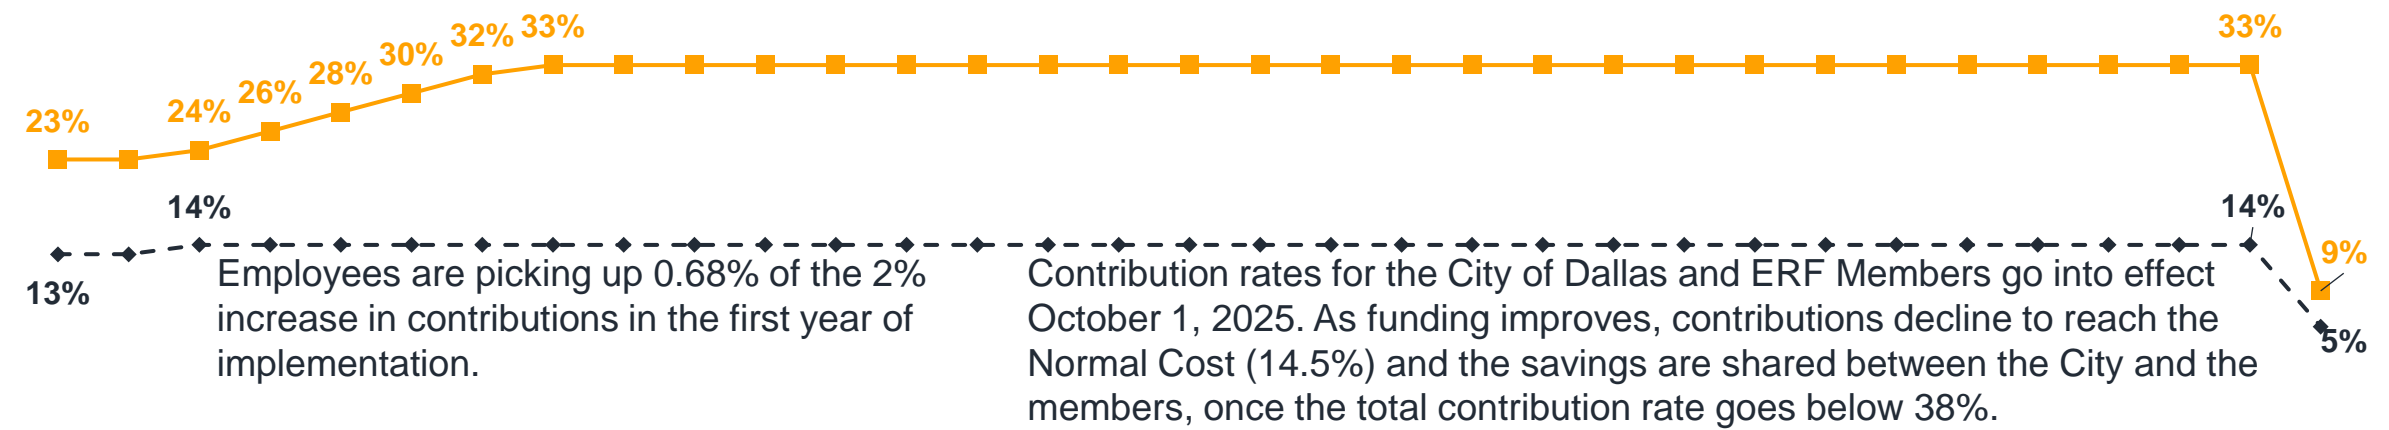 23% 24% 26% 28% 30% 32% 33% 33%
13% 14% 14% 9% 5%
Employees are picking up 0.68% of the 2%
increase in contributions in the first year of
implementation.
Contribution rates for the City of Dallas and ERF Members go into effect
October 1, 2025. As funding improves, contributions decline to reach the
Normal Cost (14.5%) and the savings are shared between the City and the
members, once the total contribution rate goes below 38%.